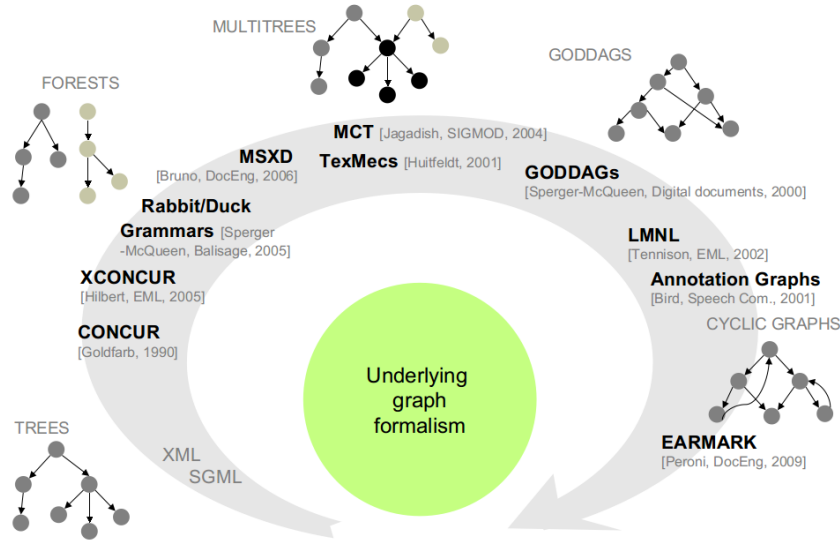 MULTITREES
GODDAGS
FORESTS
MCT [Jagadish, SIGMOD, 2004]
MSXD
TexMecs [Huitfeldt, 2001]
[Bruno, DocEng, 2006]
GODDAGs
[Sperger-McQueen, Digital documents, 2000]
Rabbit/Duck
Grammars [Sperger
-McQueen, Balisage, 2005]
LMNL
[Tennison, EML, 2002]
XCONCUR
[Hilbert, EML, 2005]
Annotation Graphs
[Bird, Speech Com., 2001]
CYCLIC GRAPHS
CONCUR
[Goldfarb, 1990]
Underlying
graph
formalism
TREES
EARMARK
[Peroni, DocEng, 2009]
XML
SGML